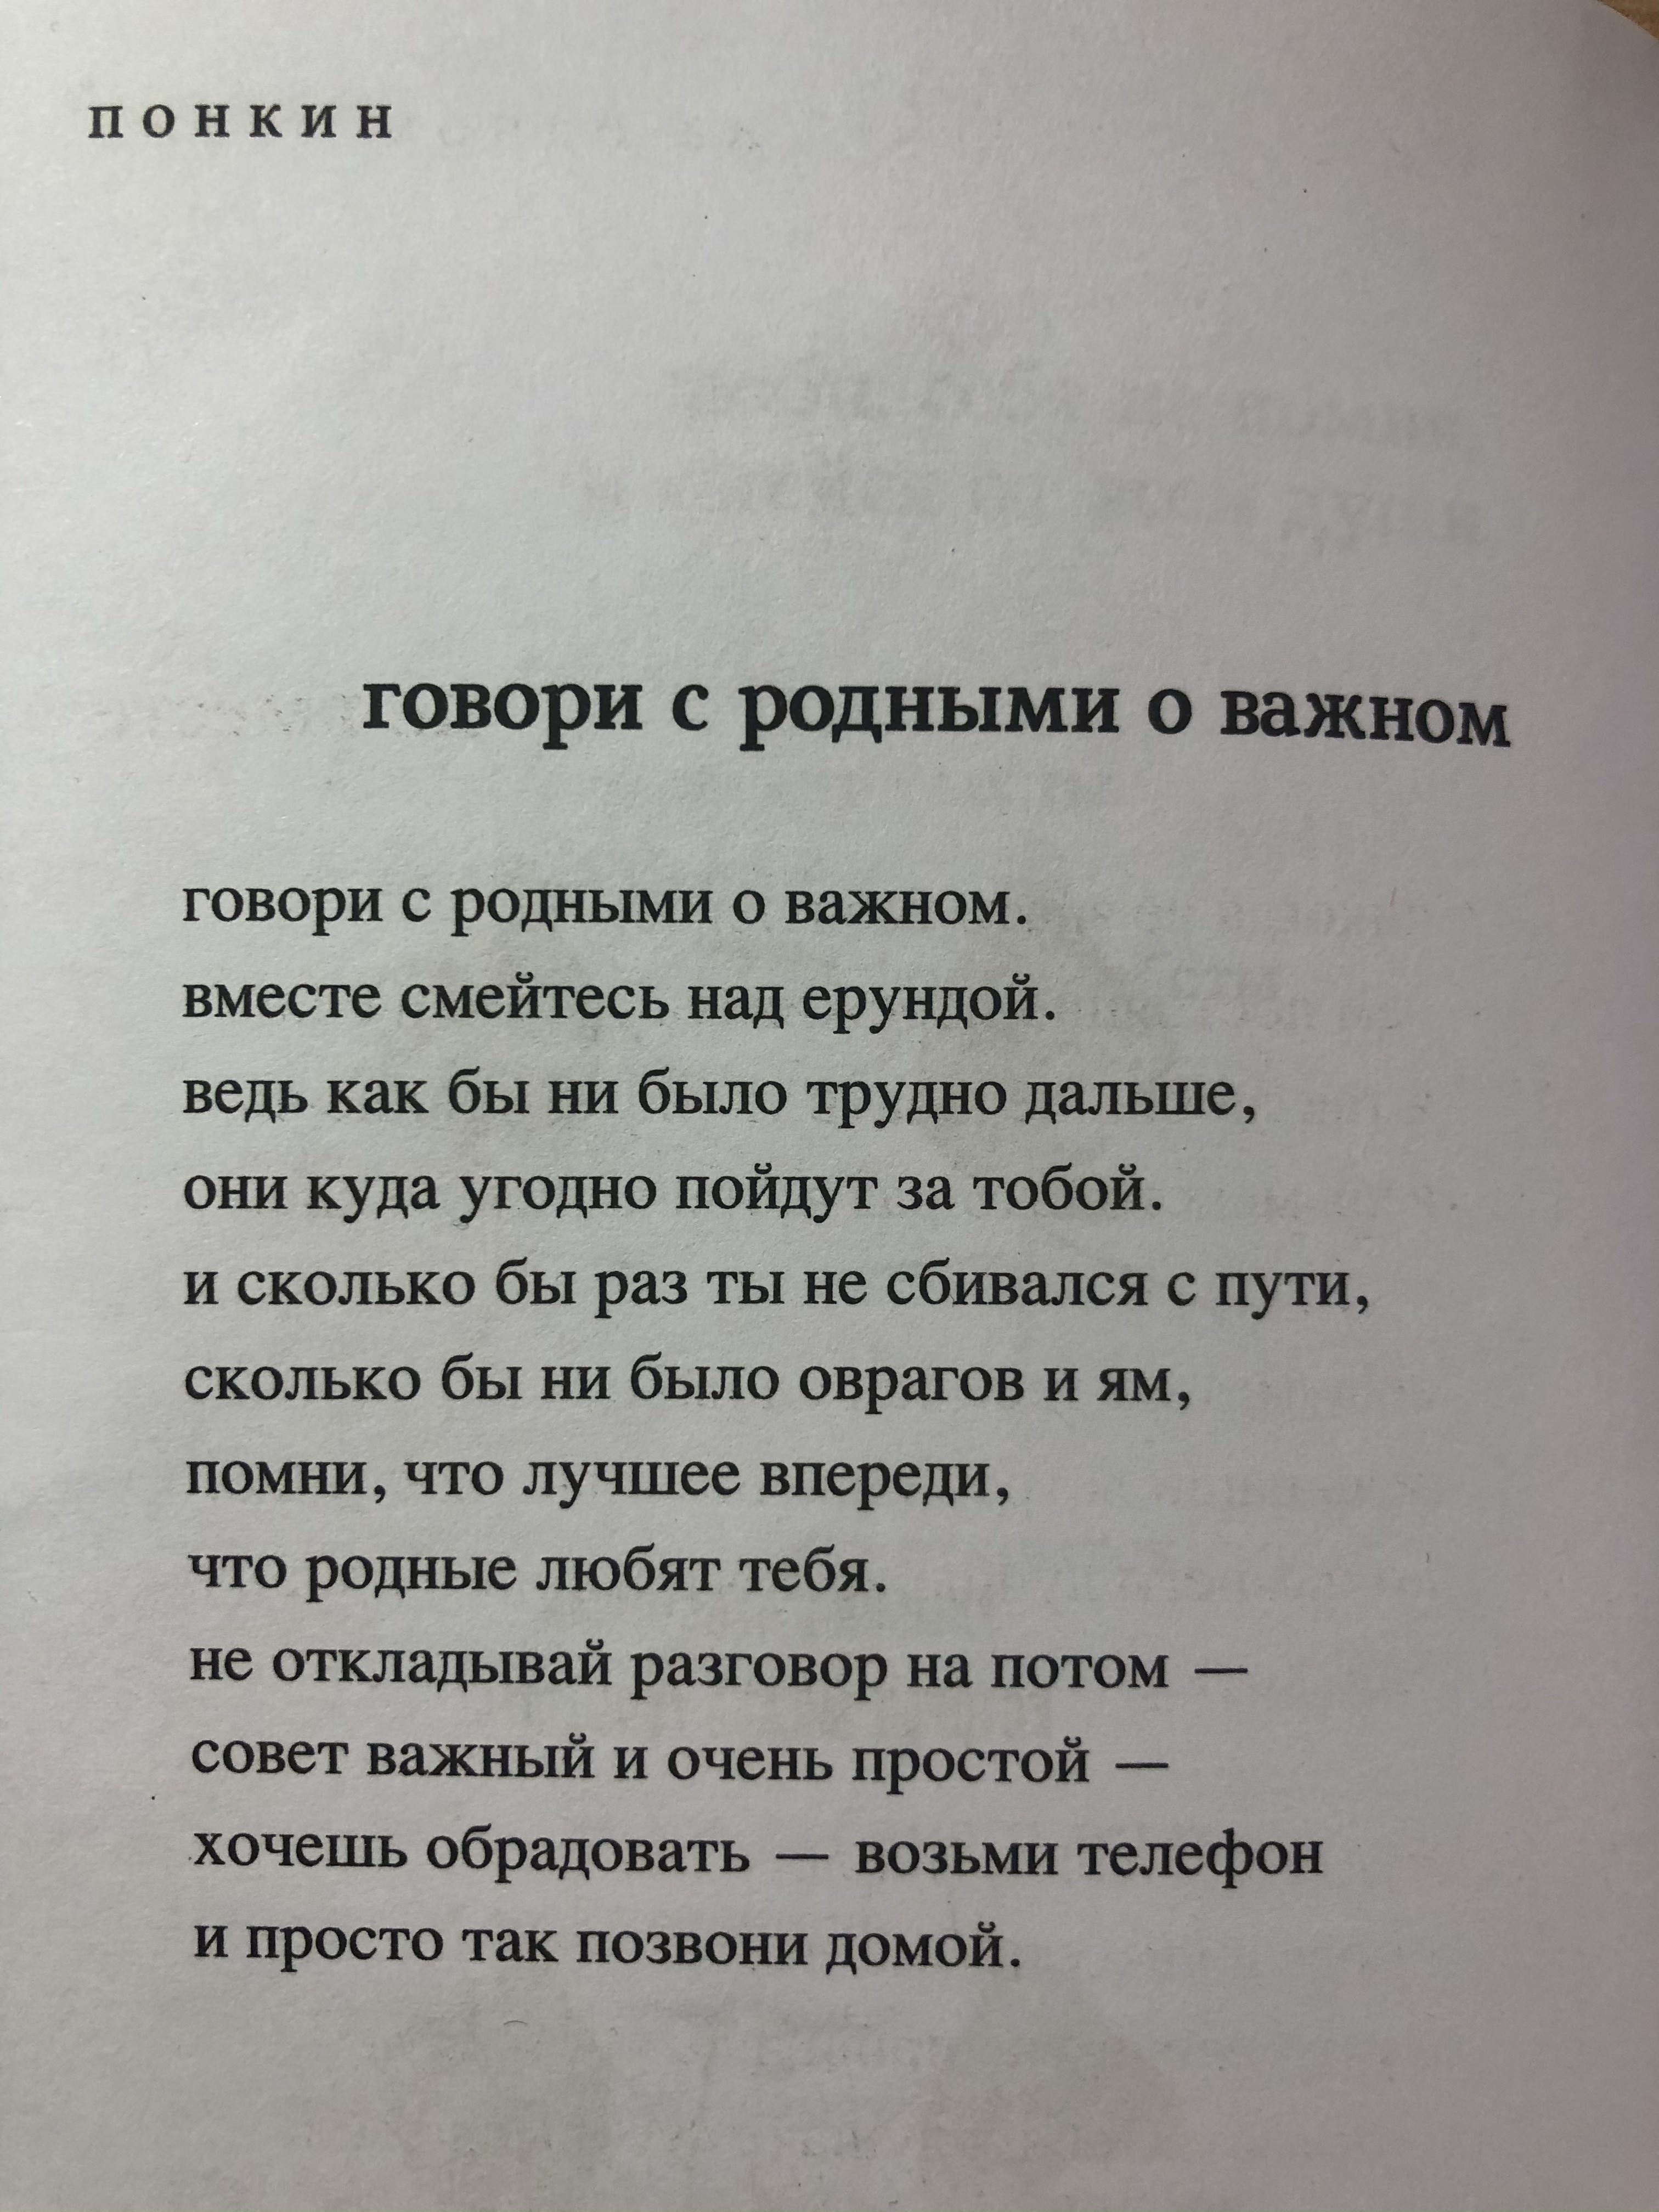 понкин
говори с родными о важном
говори с родными о важном.
вместе смейтесь над ерундой.
ведь как бы ни было трудно дальше,
они куда угодно пойдут за тобой.
и сколько бы раз ты не сбивался с пути,
сколько бы ни было оврагов и ям,
помни, что лучшее впереди,
что родные любят тебя.
не откладывай разговор на потом —
совет важный и очень простой —
хочешь обрадовать — возьми телефон
и просто так позвони домой.